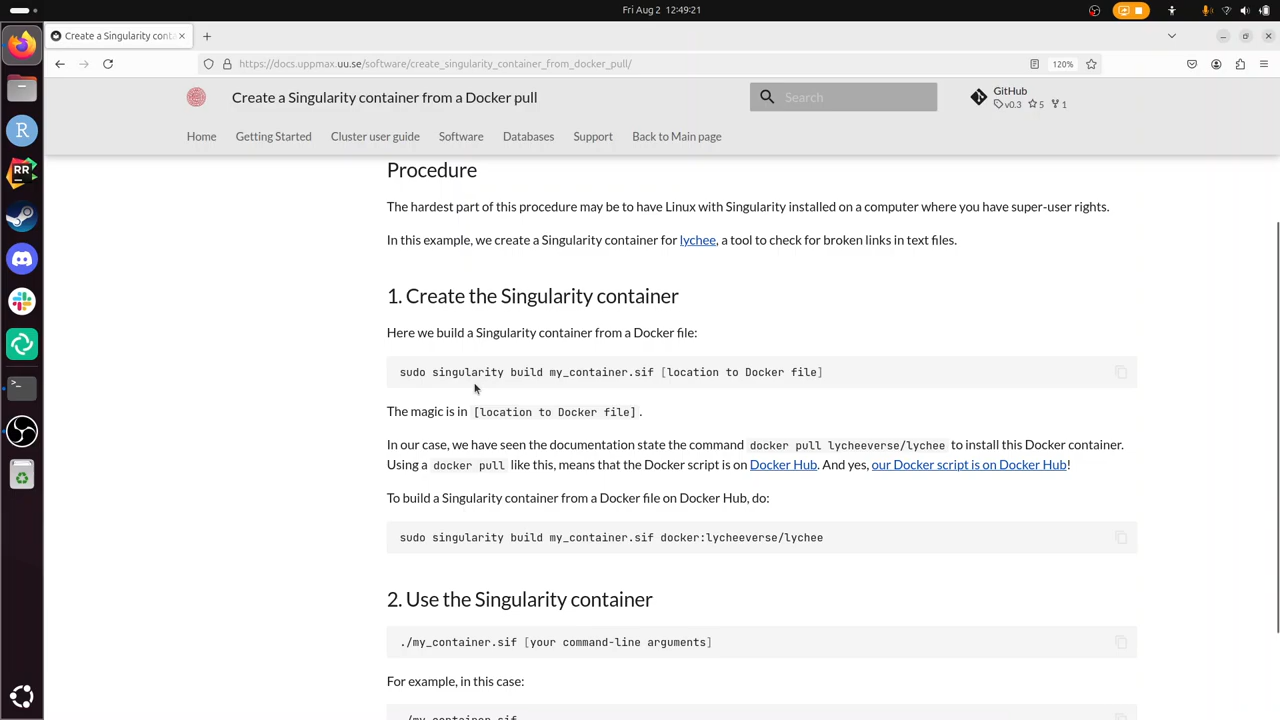 Fri Aug 2 12:49:21
Create a Singularity cont
https://docs.uppmax.uu.se/software/create_singularity_container_from_docker_pull/
120%
Create a Singularity container from a Docker pull
Search
GitHub
v0.3 5 1
Home Getting Started Cluster user guide Software Databases Support Back to Main page
Procedure
The hardest part of this procedure may be to have Linux with Singularity installed on a computer where you have super-user rights.
In this example, we create a Singularity container for lychee, a tool to check for broken links in text files.
1. Create the Singularity container
Here we build a Singularity container from a Docker file:
sudo singularity build my_container.sif [location to Docker file]
The magic is in [location to Docker file].
In our case, we have seen the documentation state the command docker pull lycheeverse/lychee to install this Docker container.
Using a docker pull like this, means that the Docker script is on Docker Hub. And yes, our Docker script is on Docker Hub!
To build a Singularity container from a Docker file on Docker Hub, do:
sudo singularity build my_container.sif docker:lycheeverse/lychee
2. Use the Singularity container
./my_container.sif [your command-line arguments]
For example, in this case:
./my_container.sif